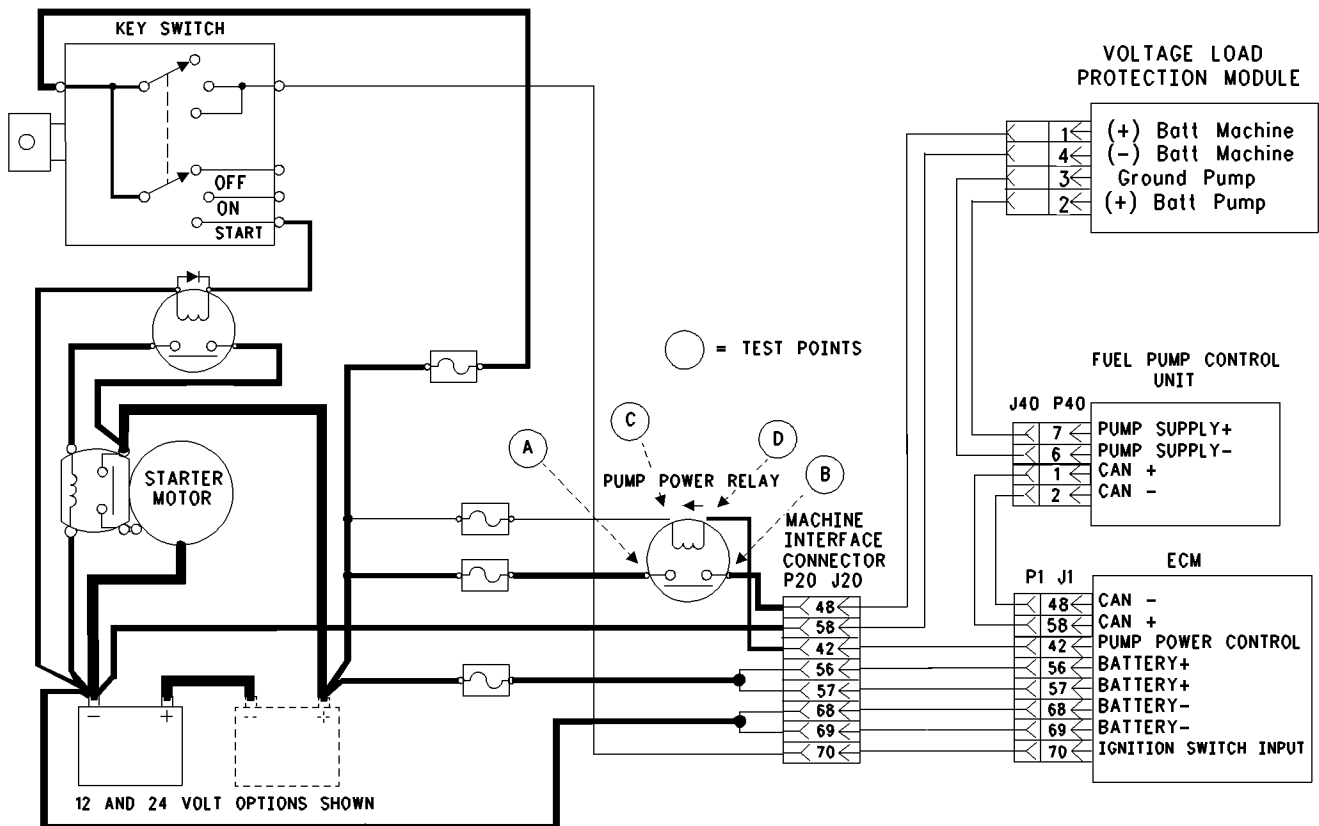 KEY SWITCH
OFF
ON
START
VOLTAGE LOAD
PROTECTION MODULE
1 (+) Batt Machine
4 (-) Batt Machine
3 Ground Pump
2 (+) Batt Pump
= TEST POINTS
FUEL PUMP CONTROL
UNIT
J40 P40
7 PUMP SUPPLY+
6 PUMP SUPPLY-
1 CAN +
2 CAN -
STARTER
MOTOR
A
C
D
B
PUMP POWER RELAY
MACHINE
INTERFACE
CONNECTOR
P20 J20
48
58
42
56
57
68
69
70
ECM
P1 J1
48 CAN -
58 CAN +
42 PUMP POWER CONTROL
56 BATTERY+
57 BATTERY+
68 BATTERY-
69 BATTERY-
70 IGNITION SWITCH INPUT
- +
- +
12 AND 24 VOLT OPTIONS SHOWN